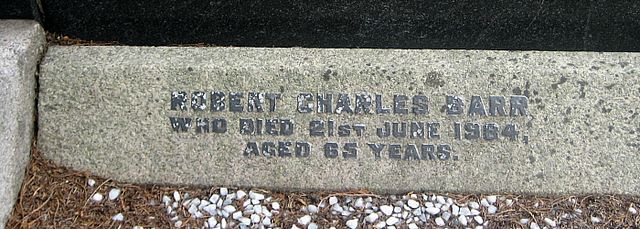 ROBERT CHARLES BARR
WHO DIED 21ST JUNE 1964,
AGED 65 YEARS.